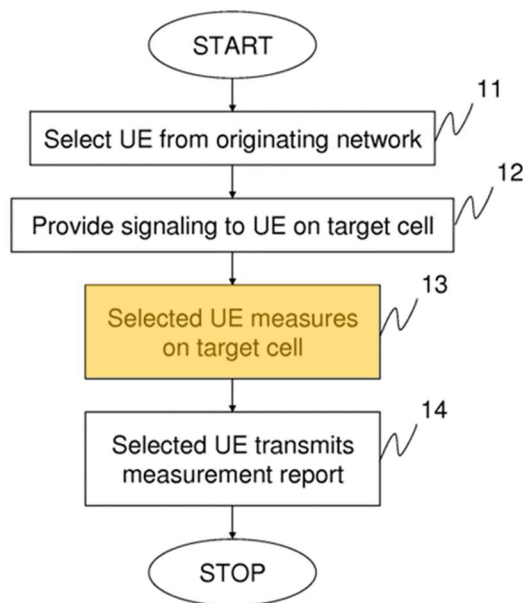 START
11
Select UE from originating network
12
Provide signaling to UE on target cell
13
Selected UE measures
on target cell
14
Selected UE transmits
measurement report
STOP